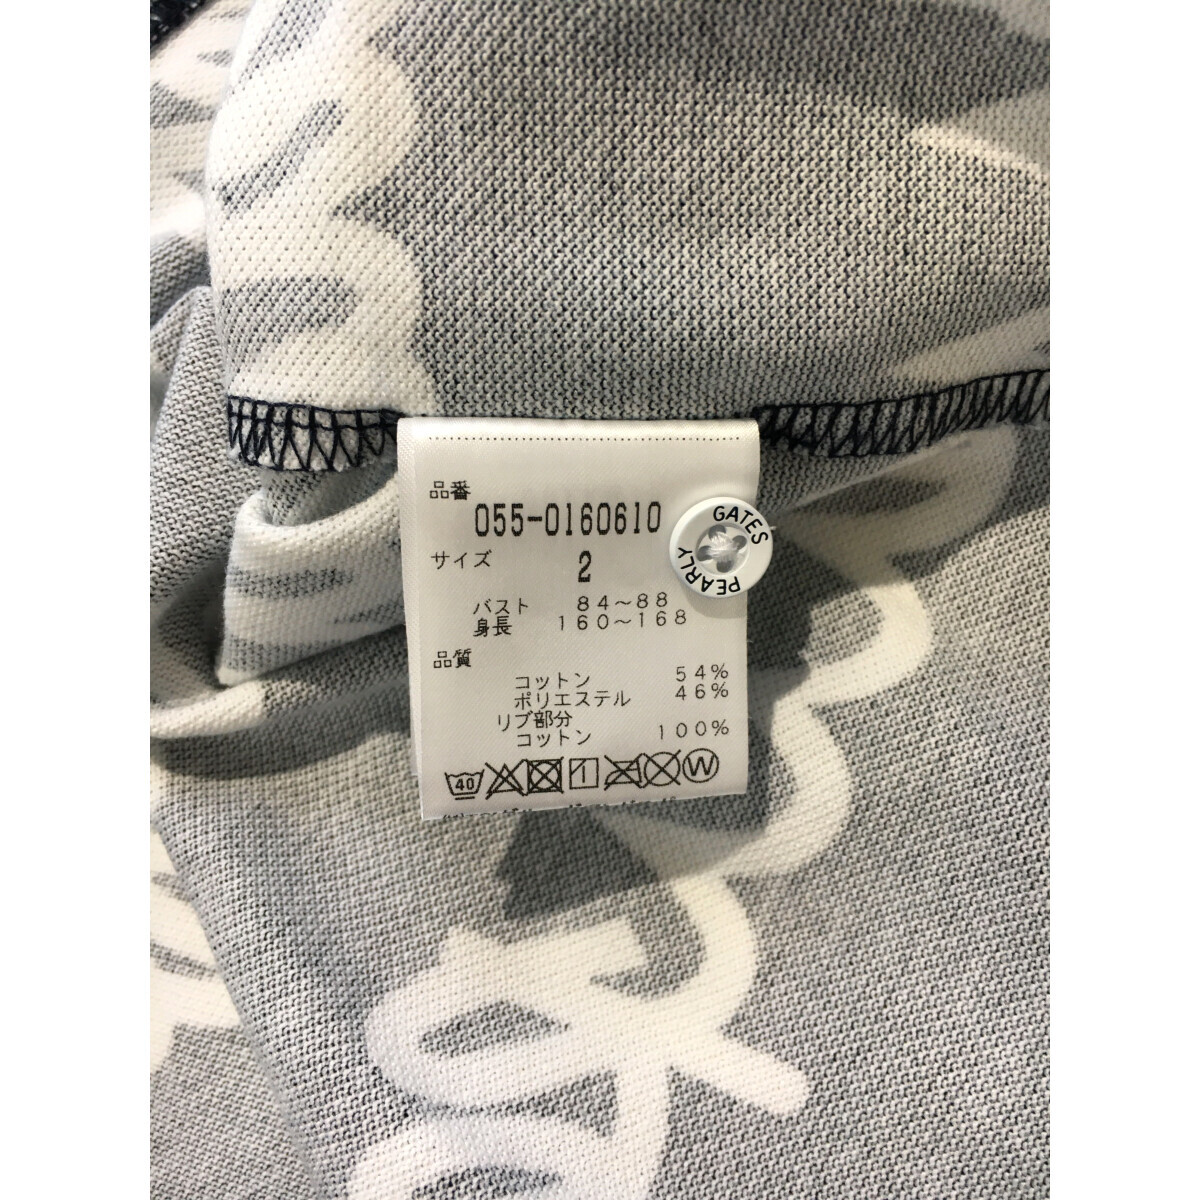 品番
055-0160610
サイズ
2
バスト 84～88
身長 160～168
品質
コットン 54%
ポリエステル 46%
リブ部分
コットン 100%
40
W
GATES
PEARLY